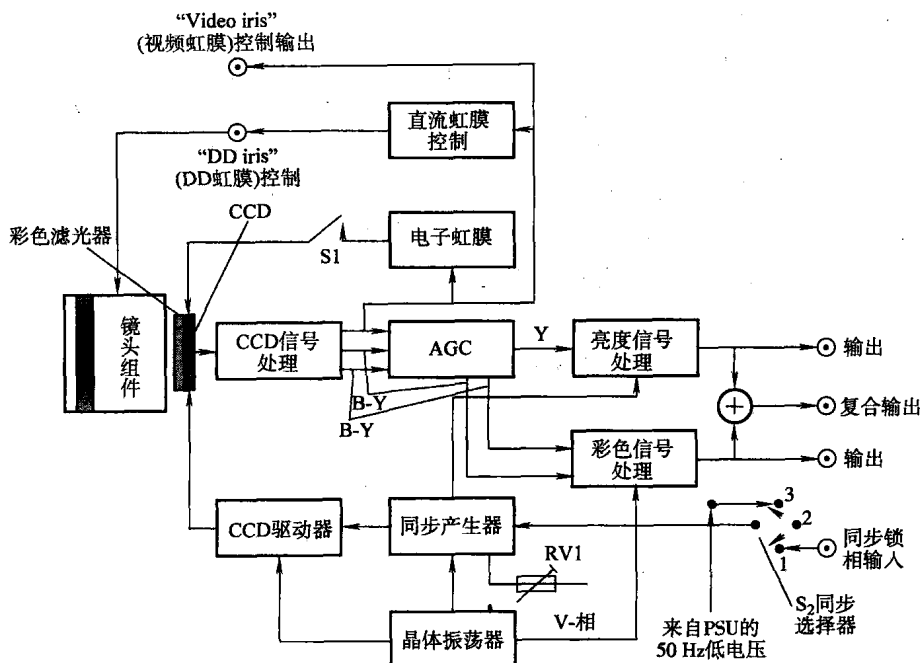 “Video iris”
(视频虹膜)控制输出
直流虹膜
控制
“DD iris”
(DD虹膜)控制
CCD
彩色滤光器
S1
电子虹膜
镜头组件
CCD信号
处理
AGC
Y
亮度信号
处理
输出
复合输出
B-Y
B-Y
彩色信号
处理
输出
CCD驱动器
同步产生器
3
2
1
同步锁
相输入
RV1
S2同步
选择器
晶体振荡器
V-相
来自PSU的
50 Hz低电压